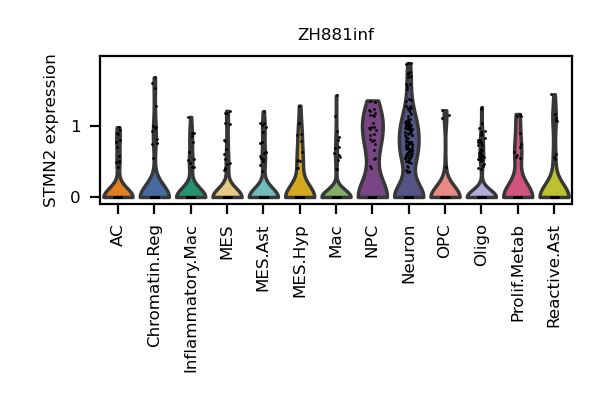 ZH881inf
STMN2 expression
1
0
AC
Chromatin.Reg
Inflammatory.Mac
MES
MES.Ast
MES.Hyp
Mac
NPC
Neuron
OPC
Oligo
Prolif.Metab
Reactive.Ast